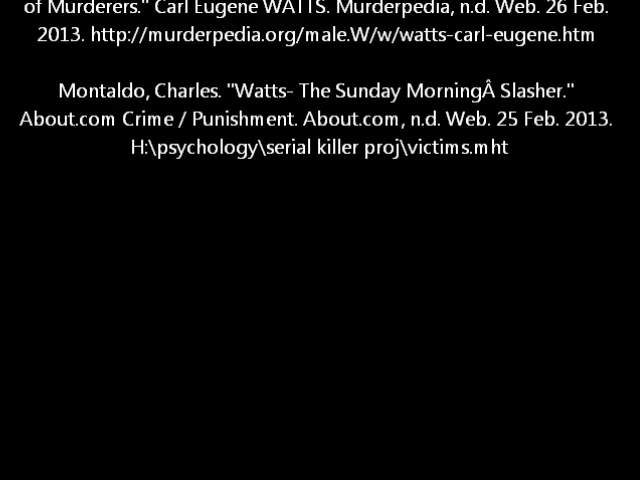 of Murderers." Carl Eugene WATTS. Murderpedia, n.d. Web. 26 Feb.
2013. http://murderpedia.org/male.W/w/watts-carl-eugene.htm
Montaldo, Charles. "Watts- The Sunday MorningÂ Slasher."
About.com Crime / Punishment. About.com, n.d. Web. 25 Feb. 2013.
H:\psychology\serial killer proj\victims.mht